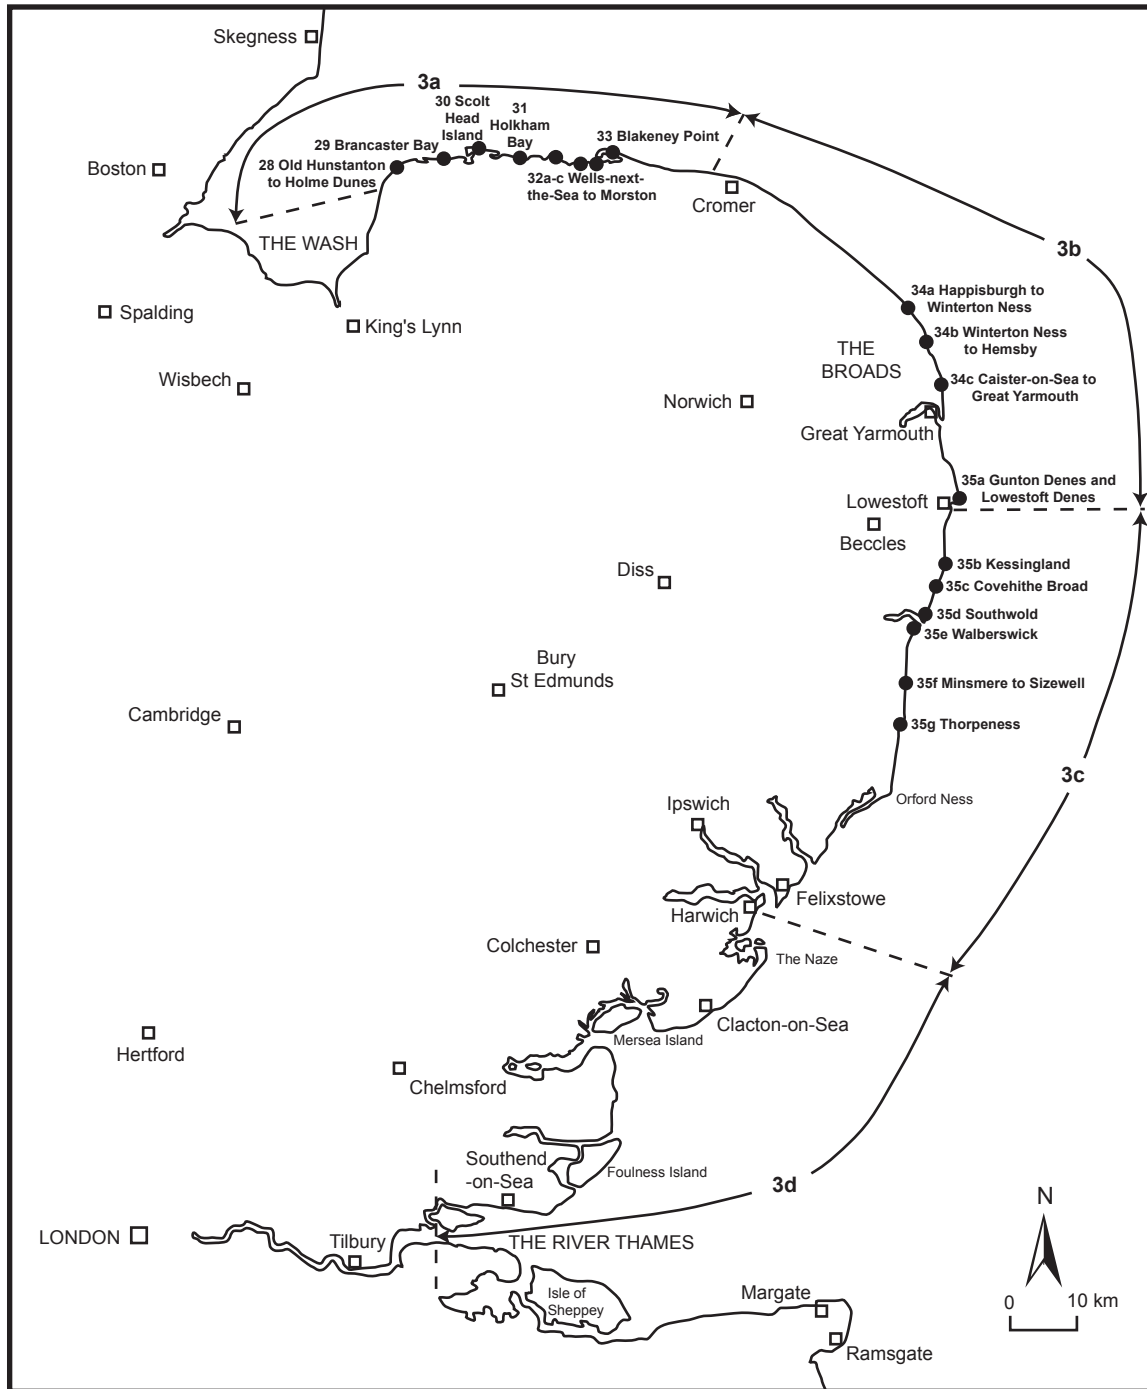 Skegness
3a
30 Scolt
Head
Island
31
Holkham
Bay
33 Blakeney Point
29 Brancaster Bay
28 Old Hunstanton
to Holme Dunes
Boston
32a-c Wells-next-
the-Sea to Morston
Cromer
THE WASH
3b
34a Happisburgh to
Winterton Ness
Spalding
King's Lynn
34b Winterton Ness
to Hemsby
THE
BROADS
Wisbech
34c Caister-on-Sea to
Great Yarmouth
Norwich
Great Yarmouth
35a Gunton Denes and
Lowestoft Denes
Lowestoft
Beccles
35b Kessingland
Diss
35c Covehithe Broad
35d Southwold
35e Walberswick
Bury
St Edmunds
35f Minsmere to Sizewell
Cambridge
35g Thorpeness
3c
Orford Ness
Ipswich
Felixstowe
Harwich
Colchester
The Naze
Clacton-on-Sea
Mersea Island
Hertford
Chelmsford
Southend
-on-Sea
Foulness Island
3d
N
LONDON
Tilbury
THE RIVER THAMES
Isle of
Sheppey
Margate
0 10 km
Ramsgate